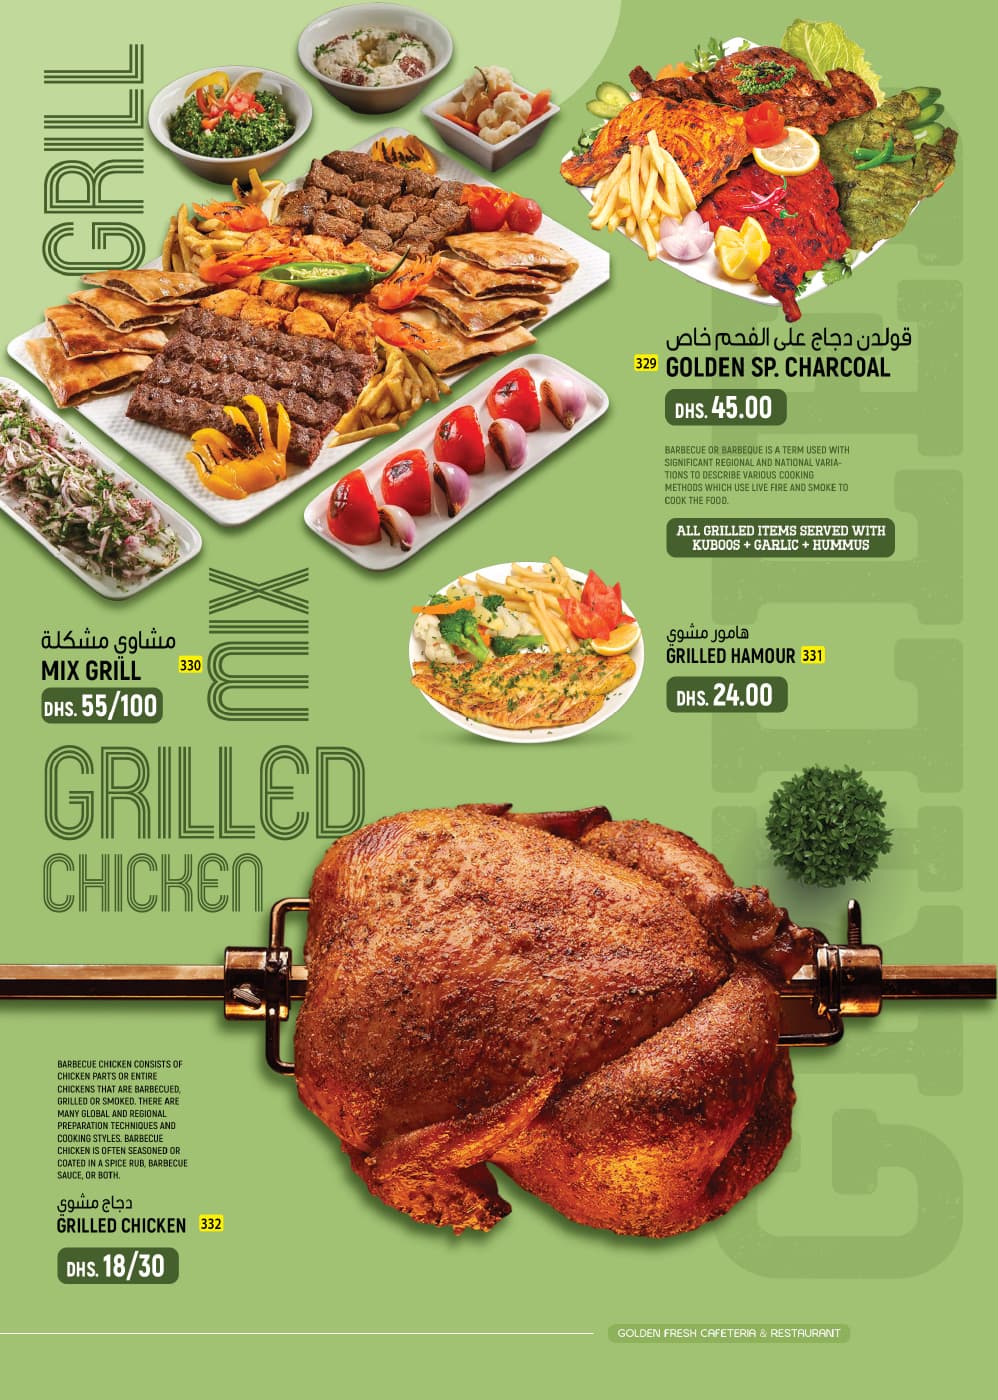 GRILL
قولدن دجاج على الفحم خاص
329 GOLDEN SP. CHARCOAL
DHS. 45.00
BARBECUE OR BARBEQUE IS A TERM USED WITH
SIGNIFICANT REGIONAL AND NATIONAL VARIA-
TIONS TO DESCRIBE VARIOUS COOKING
METHODS WHICH USE LIVE FIRE AND SMOKE TO
COOK THE FOOD.
ALL GRILLED ITEMS SERVED WITH
KUBOOS + GARLIC + HUMMUS
MIX
مشاوي مشكلة
MIX GRILL 330
DHS. 55/100
هامور مشوي
GRILLED HAMOUR 331
DHS. 24.00
GRILLED
CHICKEN
BARBECUE CHICKEN CONSISTS OF
CHICKEN PARTS OR ENTIRE
CHICKENS THAT ARE BARBECUED,
GRILLED OR SMOKED. THERE ARE
MANY GLOBAL AND REGIONAL
PREPARATION TECHNIQUES AND
COOKING STYLES. BARBECUE
CHICKEN IS OFTEN SEASONED OR
COATED IN A SPICE RUB, BARBECUE
SAUCE, OR BOTH.
دجاج مشوي
GRILLED CHICKEN 332
DHS. 18/30
GOLDEN FRESH CAFETERIA & RESTAURANT